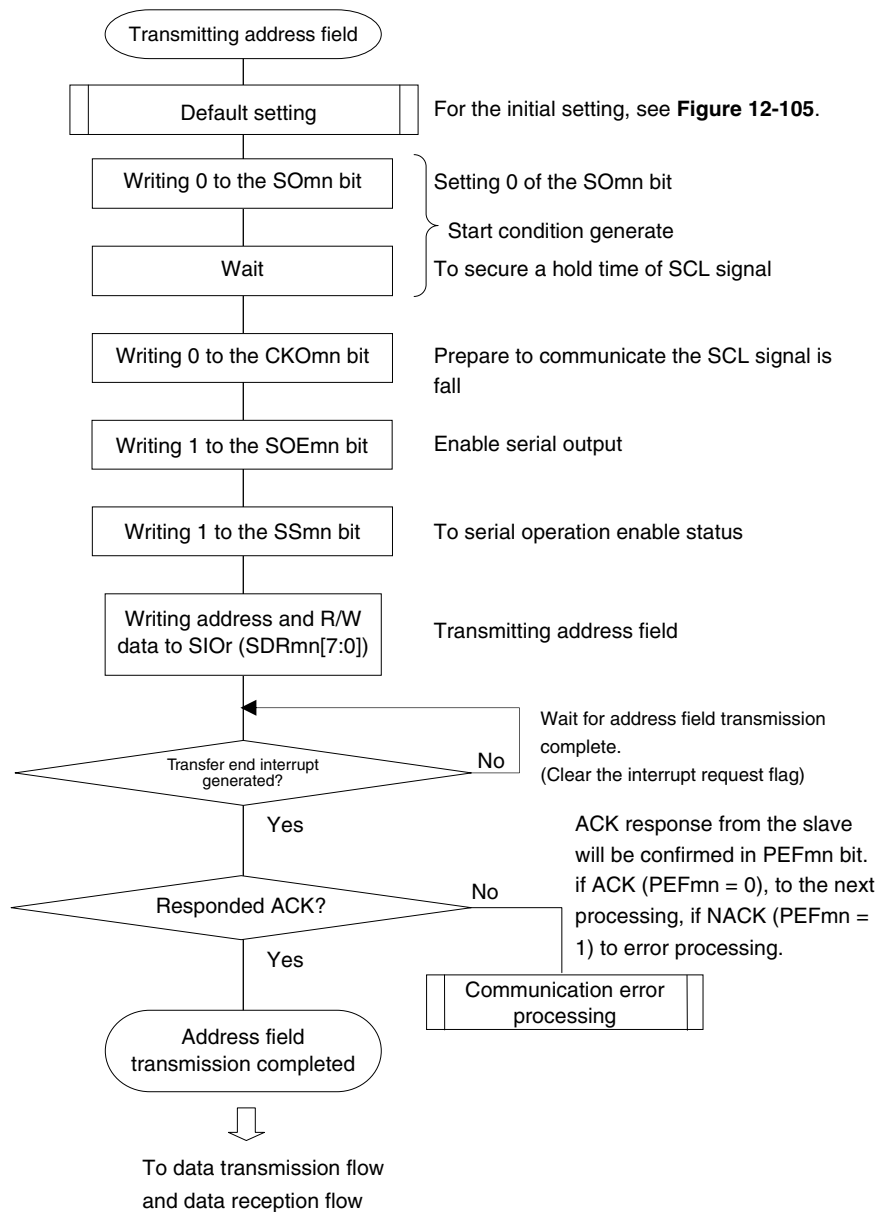 Transmitting address field
Default setting
For the initial setting, see Figure 12-105.
Writing 0 to the SOmn bit
Setting 0 of the SOmn bit
Start condition generate
Wait
To secure a hold time of SCL signal
Writing 0 to the CKOmn bit
Prepare to communicate the SCL signal is
fall
Writing 1 to the SOEmn bit
Enable serial output
Writing 1 to the SSmn bit
To serial operation enable status
Writing address and R/W
data to SIOr (SDRmn[7:0])
Transmitting address field
Transfer end interrupt
generated?
No
Wait for address field transmission
complete.
(Clear the interrupt request flag)
Yes
Responded ACK?
No
ACK response from the slave
will be confirmed in PEFmn bit.
if ACK (PEFmn = 0), to the next
processing, if NACK (PEFmn =
1) to error processing.
Yes
Communication error
processing
Address field
transmission completed
To data transmission flow
and data reception flow